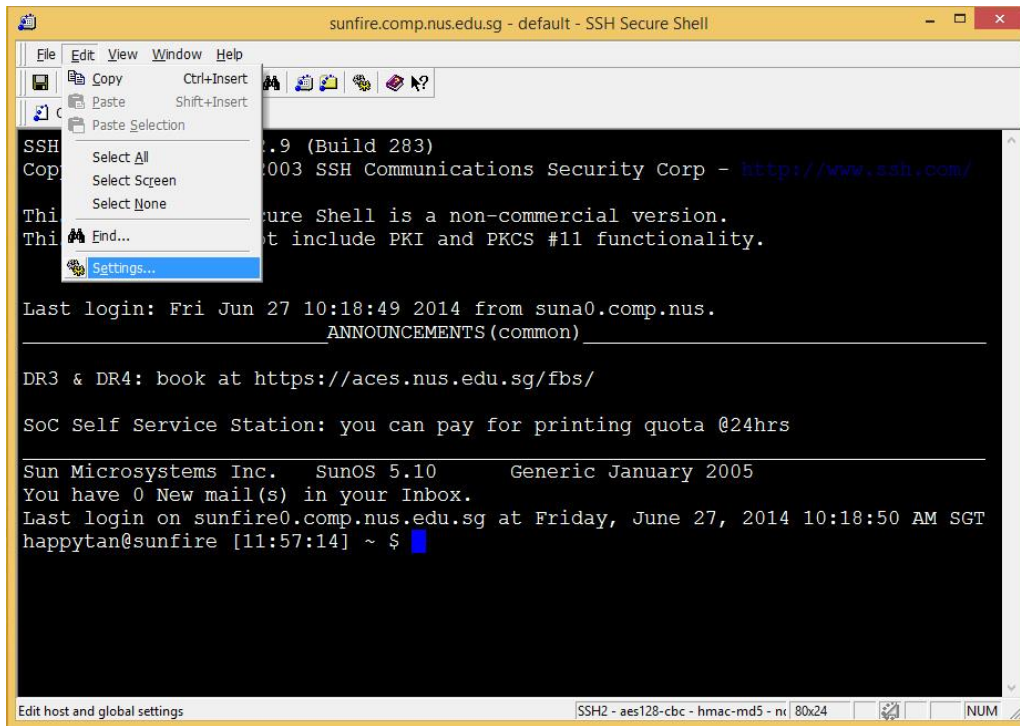 sunfire.comp.nus.edu.sg - default - SSH Secure Shell
File Edit View Window Help
Copy Ctrl+Insert
Paste Shift+Insert
Paste Selection
Select All
Select Screen
Select None
Find...
Settings...
SSH .9 (Build 283)
Cop 003 SSH Communications Security Corp - http://www.ssh.com/
Thi cure Shell is a non-commercial version.
Thi t include PKI and PKCS #11 functionality.
Last login: Fri Jun 27 10:18:49 2014 from suna0.comp.nus.
ANNOUNCEMENTS(common)
DR3 & DR4: book at https://aces.nus.edu.sg/fbs/
SoC Self Service Station: you can pay for printing quota @24hrs
Sun Microsystems Inc. SunOS 5.10 Generic January 2005
You have 0 New mail(s) in your Inbox.
Last login on sunfire0.comp.nus.edu.sg at Friday, June 27, 2014 10:18:50 AM SGT
happytan@sunfire [11:57:14] ~ $
Edit host and global settings SSH2 - aes128-cbc - hmac-md5 - 80x24 NUM